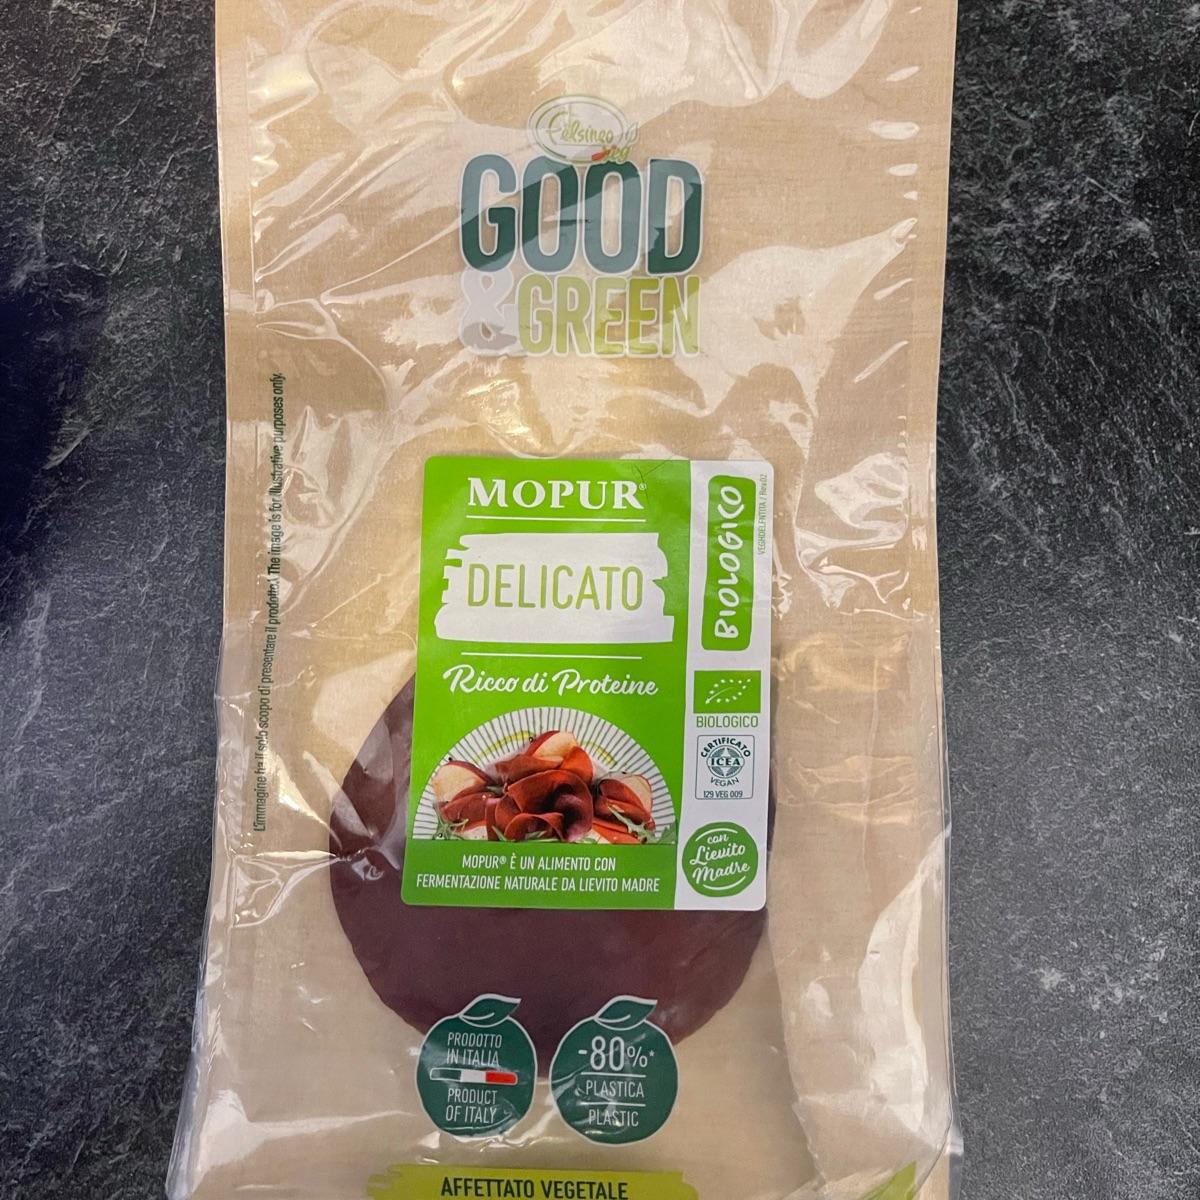 Felsineo
Veg
GOOD
&GREEN
L'immagine ha il solo scopo di presentare il prodotto. The image is for illustrative purposes only.
MOPUR®
DELICATO
Ricco di Proteine
MOPUR® È UN ALIMENTO CON
FERMENTAZIONE NATURALE DA LIEVITO MADRE
BIOLOGICO
BIOLOGICO
CERTIFICATO
ICEA
VEGAN
129 VEG 009
con
Lievito
Madre
PRODOTTO
IN ITALIA
PRODUCT
OF ITALY
-80%*
PLASTICA
PLASTIC
AFFETTATO VEGETALE